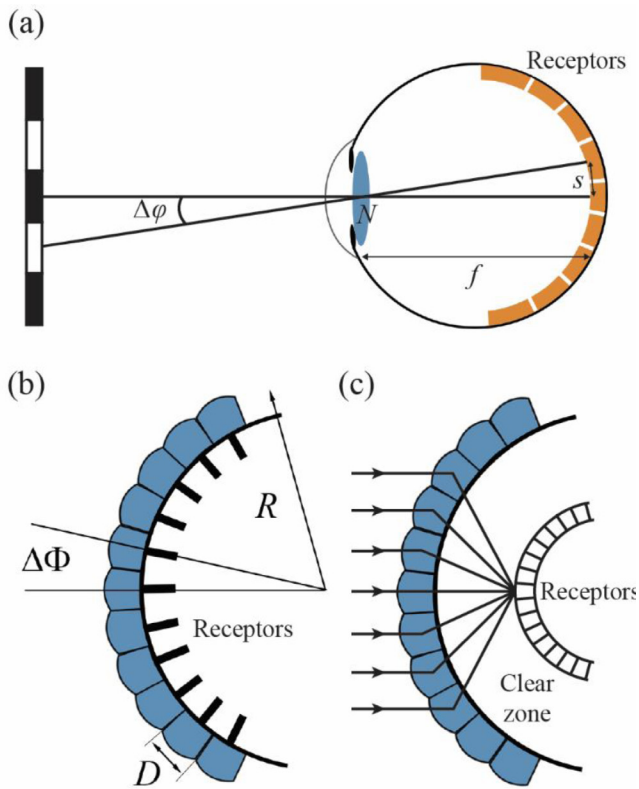 (a)
Receptors
Δφ
N
s
f
(b)
(c)
R
ΔΦ
Receptors
Receptors
Clear
zone
D